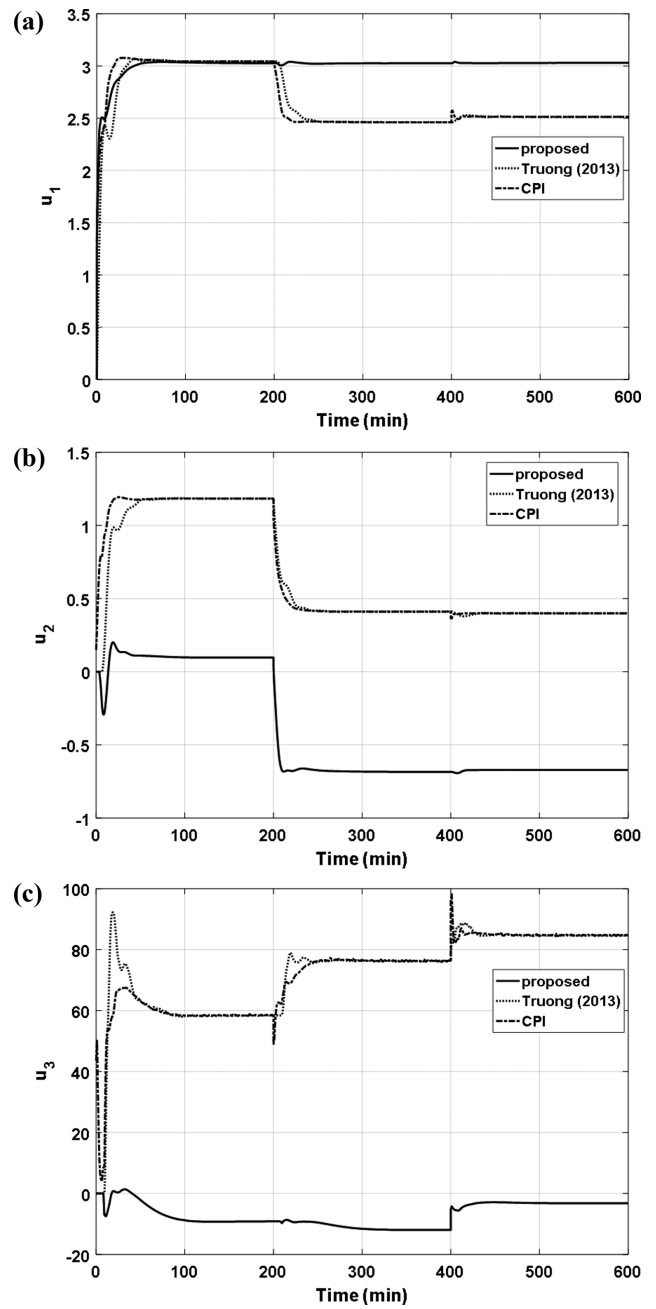 (a)
3.5
3
2.5
2
1.5
1
0.5
0
u1
proposed
Truong (2013)
CPI
0 100 200 300 400 500 600
Time (min)
(b)
1.5
1
0.5
0
-0.5
-1
u2
proposed
Truong (2013)
CPI
0 100 200 300 400 500 600
Time (min)
(c)
100
80
60
40
20
0
-20
u3
proposed
Truong (2013)
CPI
0 100 200 300 400 500 600
Time (min)